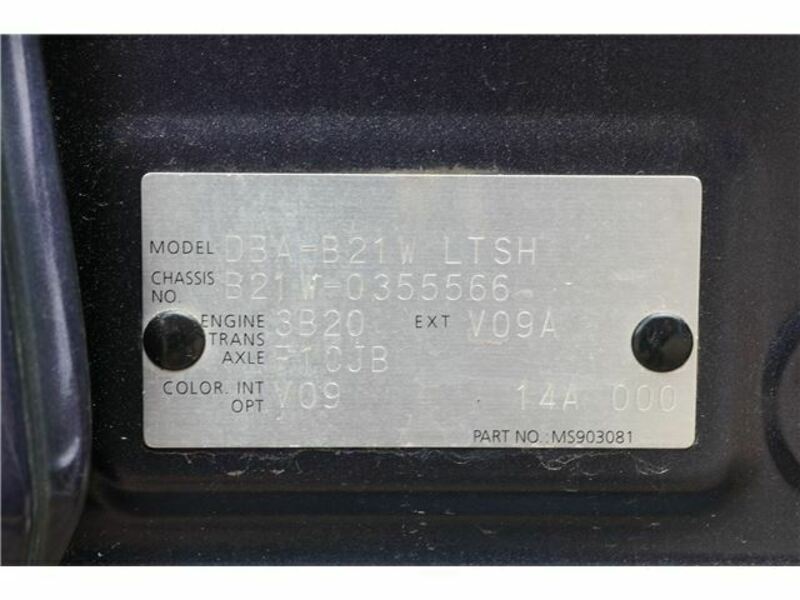 MODEL DBA-B21W LTSH
CHASSIS NO. B21W-0355566
ENGINE 3B20 EXT V09A
TRANS AXLE F1CJB
COLOR. INT OPT V09 14A 000
PART NO.: MS903081